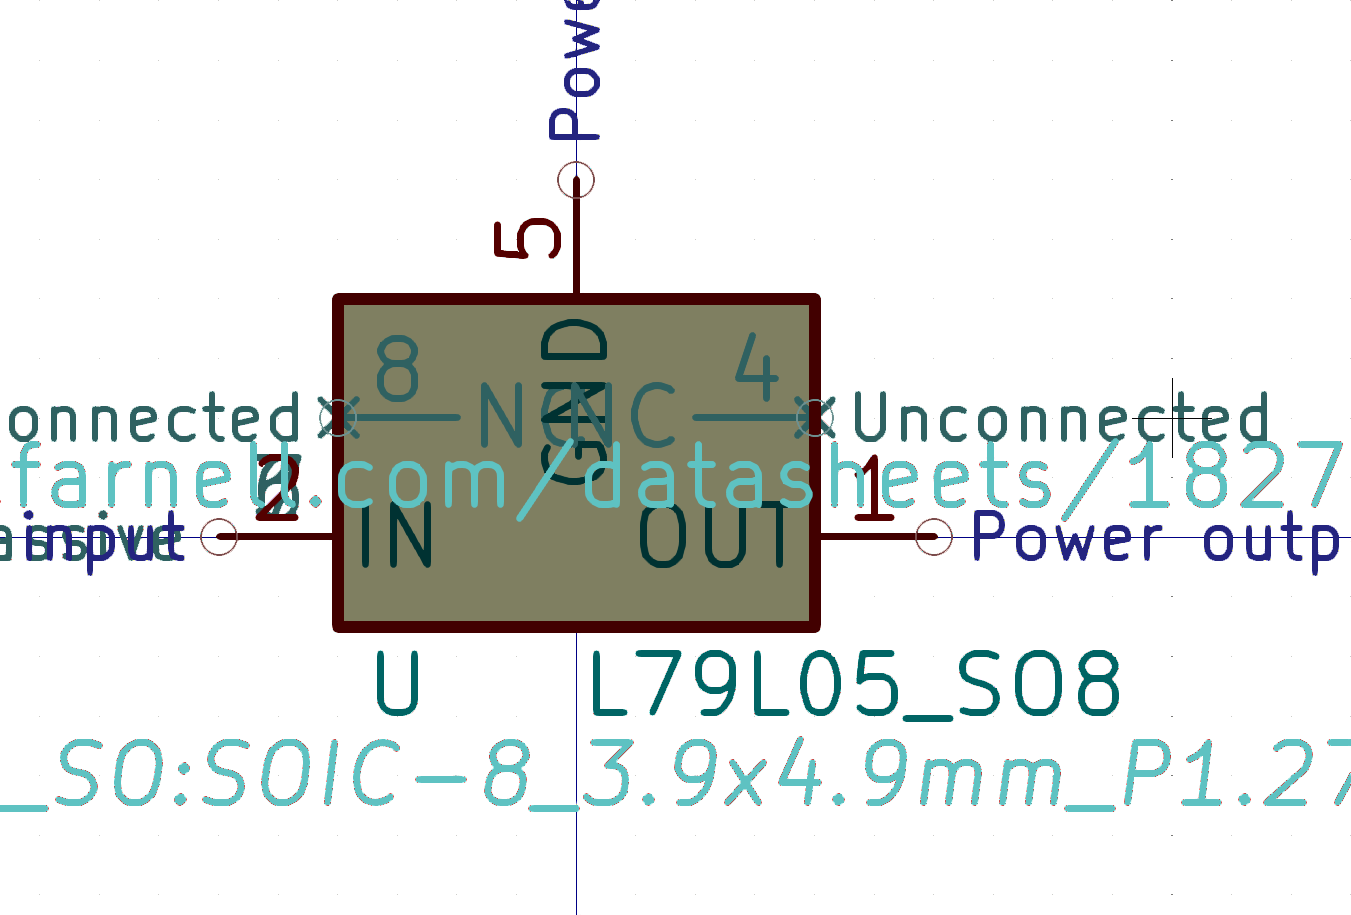 Powe
5
GND
8
4
NC
NC
onnected
Unconnected
.farnell.com/datasheets/1827
2
1
input
IN
OUT
Power outp
U
L79L05_SO8
_SO:SOIC-8_3.9x4.9mm_P1.27